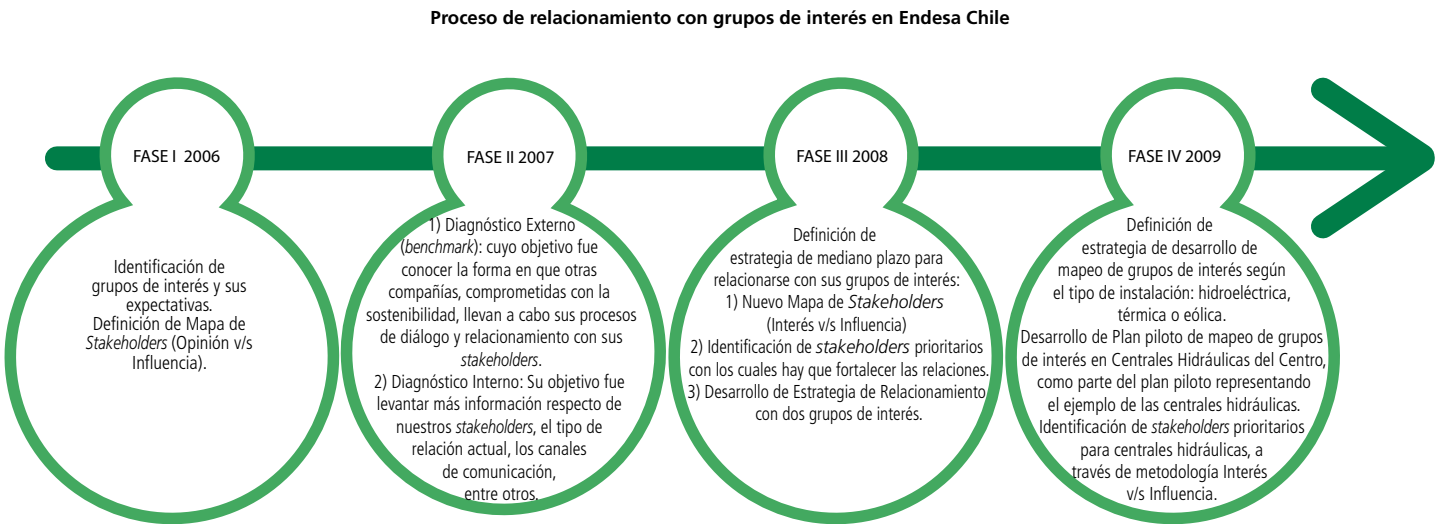 Proceso de relacionamiento con grupos de interés en Endesa Chile
FASE I 2006
Identificación de
grupos de interés y sus
expectativas.
Definición de Mapa de
Stakeholders (Opinión v/s
Influencia).
FASE II 2007
1) Diagnóstico Externo
(benchmark): cuyo objetivo fue
conocer la forma en que otras
compañías, comprometidas con la
sostenibilidad, llevan a cabo sus procesos
de diálogo y relacionamiento con sus
stakeholders.
2) Diagnóstico Interno: Su objetivo fue
levantar más información respecto de
nuestros stakeholders, el tipo de
relación actual, los canales
de comunicación,
entre otros.
FASE III 2008
Definición de
estrategia de mediano plazo para
relacionarse con sus grupos de interés:
1) Nuevo Mapa de Stakeholders
(Interés v/s Influencia)
2) Identificación de stakeholders prioritarios
con los cuales hay que fortalecer las relaciones.
3) Desarrollo de Estrategia de Relacionamiento
con dos grupos de interés.
FASE IV 2009
Definición de
estrategia de desarrollo de
mapeo de grupos de interés según
el tipo de instalación: hidroeléctrica,
térmica o eólica.
Desarrollo de Plan piloto de mapeo de grupos
de interés en Centrales Hidráulicas del Centro,
como parte del plan piloto representando
el ejemplo de las centrales hidráulicas.
Identificación de stakeholders prioritarios
para centrales hidráulicas, a
través de metodología Interés
v/s Influencia.